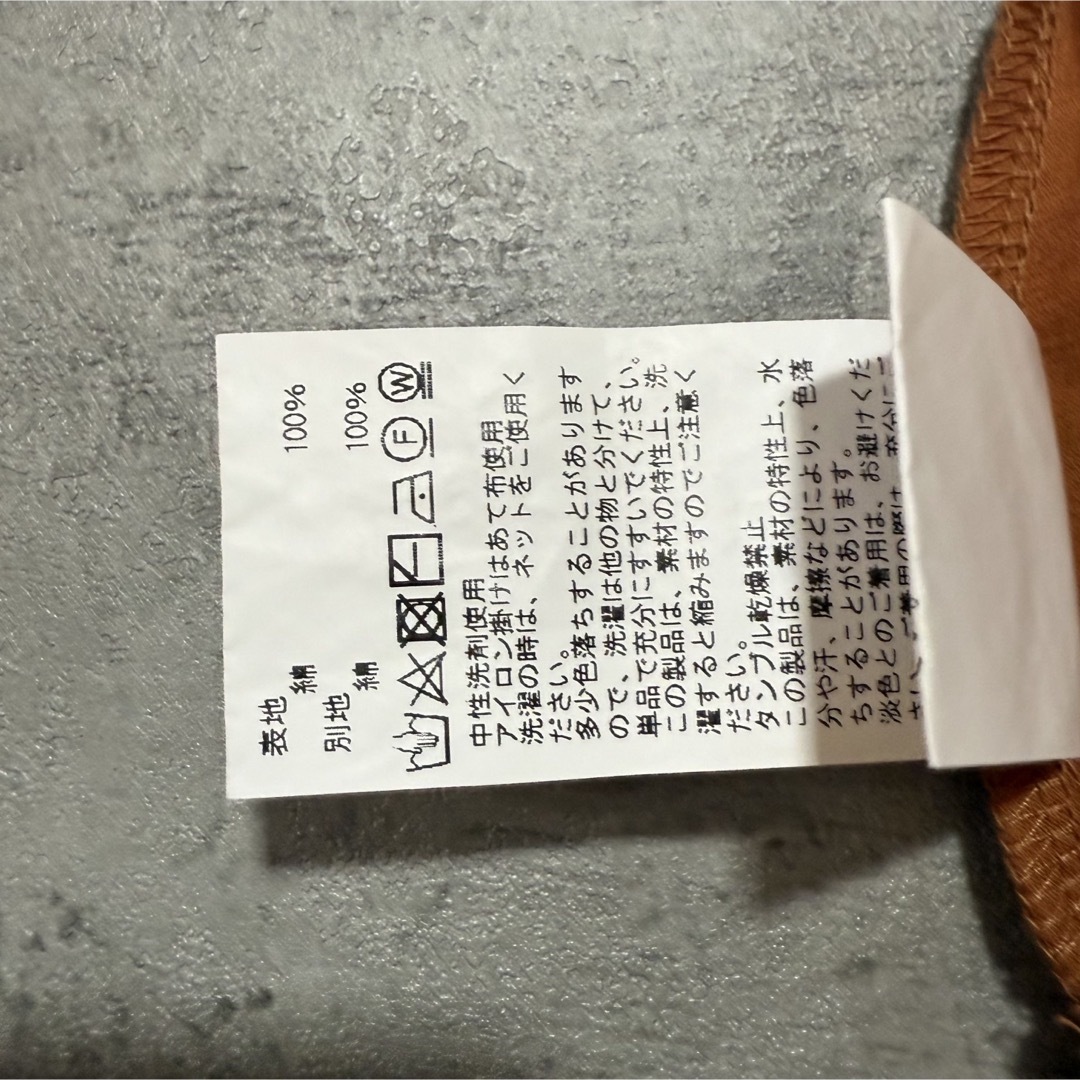 表地
綿 100%
別地
綿 100%
F W
中性洗剤使用
アイロン掛けはあて布使用
洗濯の時は、ネットをご使用く
ださい。
多少色落ちすることがあります
ので、洗濯は他の物と分けて、
単品で充分にすすいでください。
この製品は、素材の特性上、洗
濯すると縮みますのでご注意く
ださい。
タンブル乾燥禁止
この製品は、素材の特性上、水
分や汗、摩擦などにより、色落
ちすることがあります。
淡色とのご着用は、お避けくだ